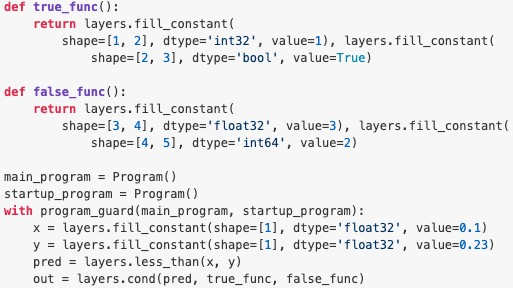 def true_func():
    return layers.fill_constant(
        shape=[1, 2], dtype='int32', value=1), layers.fill_constant(
            shape=[2, 3], dtype='bool', value=True)

def false_func():
    return layers.fill_constant(
        shape=[3, 4], dtype='float32', value=3), layers.fill_constant(
            shape=[4, 5], dtype='int64', value=2)

main_program = Program()
startup_program = Program()
with program_guard(main_program, startup_program):
    x = layers.fill_constant(shape=[1], dtype='float32', value=0.1)
    y = layers.fill_constant(shape=[1], dtype='float32', value=0.23)
    pred = layers.less_than(x, y)
    out = layers.cond(pred, true_func, false_func)